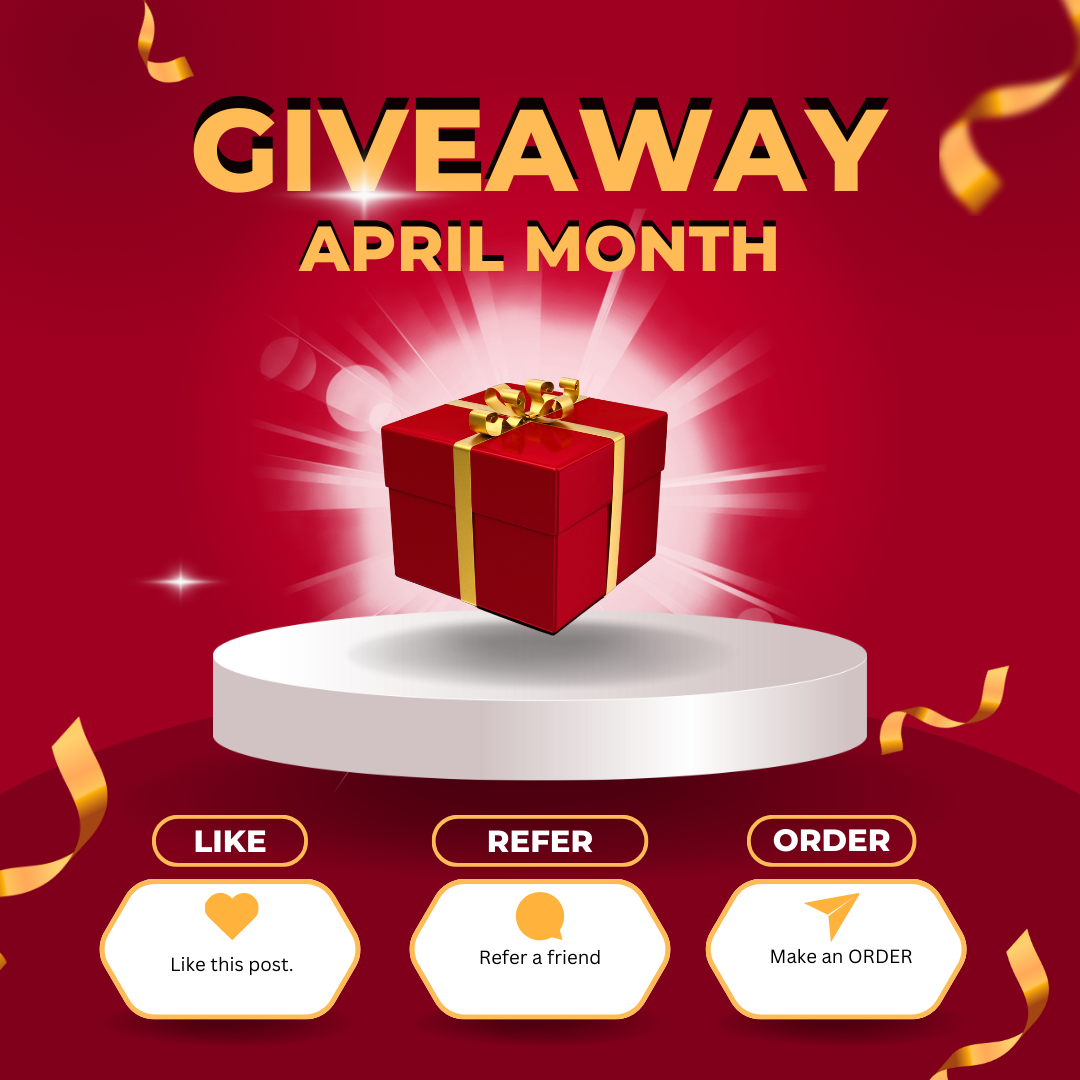 GIVEAWAY
APRIL MONTH
LIKE
REFER
ORDER
Like this post.
Refer a friend
Make an ORDER